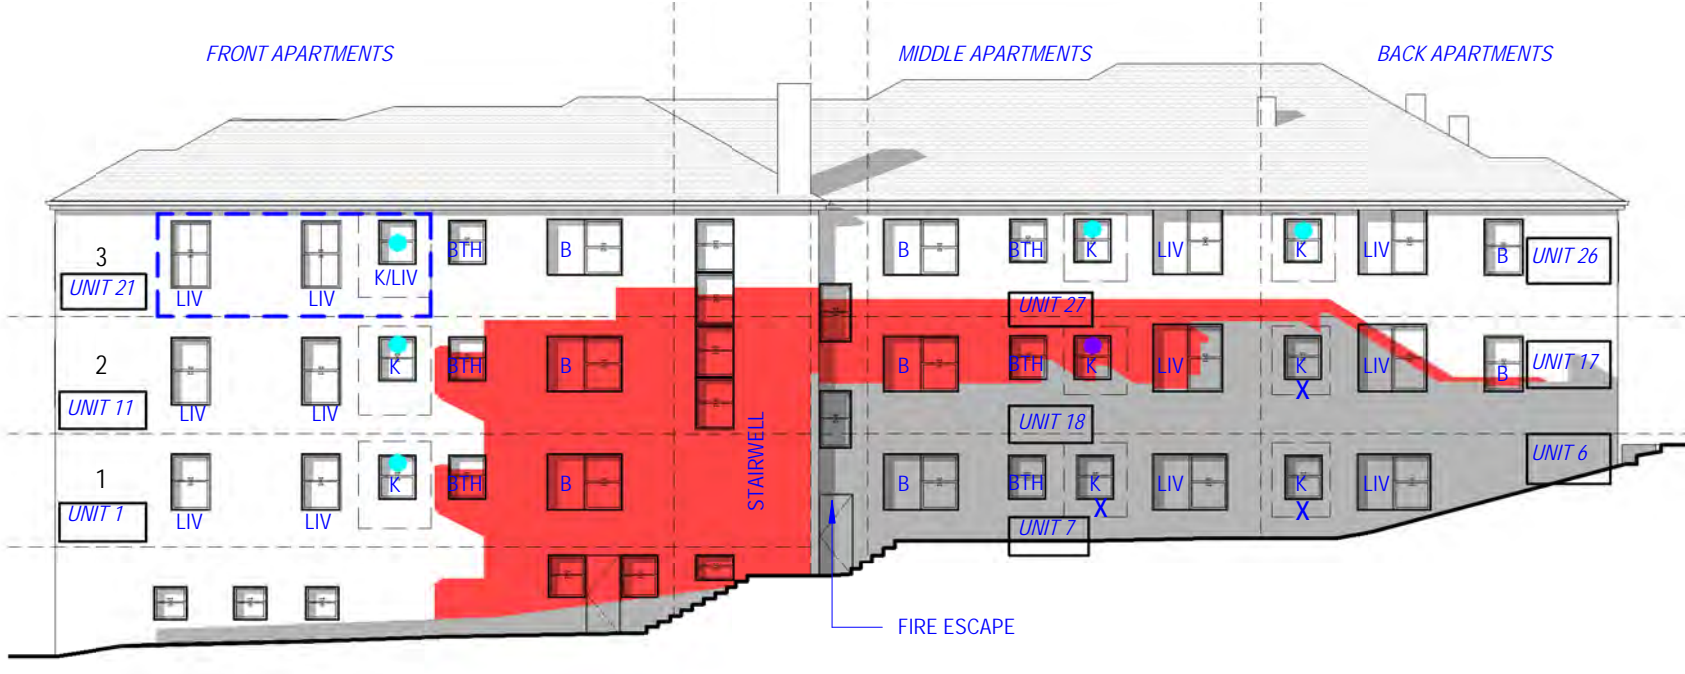 FRONT APARTMENTS
MIDDLE APARTMENTS
BACK APARTMENTS
3
UNIT 21
LIV
LIV
K/LIV
BTH
B
B
BTH
K
LIV
K
LIV
B
UNIT 26
UNIT 27
2
UNIT 11
LIV
LIV
K
BTH
B
B
BTH
K
LIV
K
X
LIV
B
UNIT 17
UNIT 18
1
UNIT 1
LIV
LIV
K
BTH
B
STAIRWELL
B
BTH
K
X
LIV
K
X
LIV
UNIT 6
UNIT 7
FIRE ESCAPE